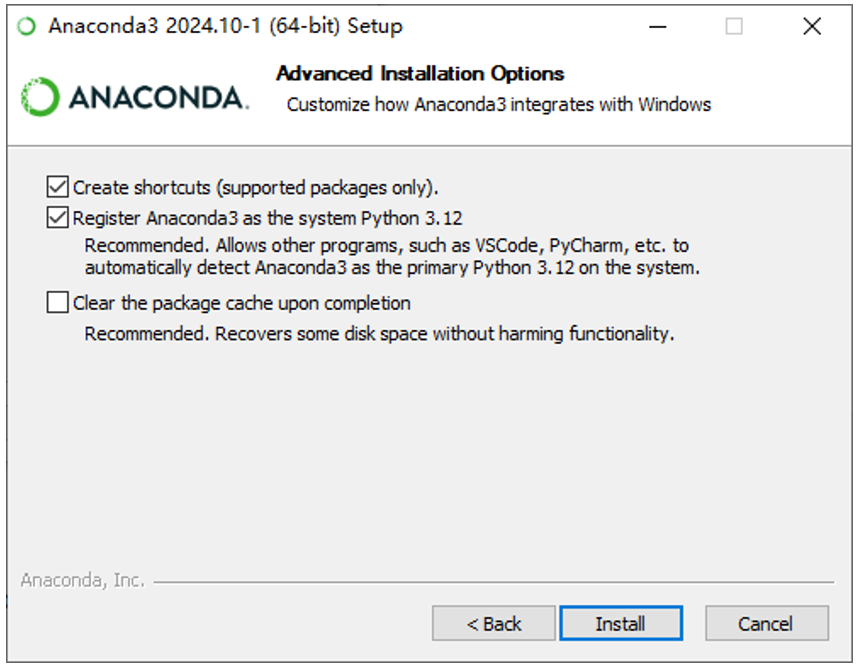 Anaconda3 2024.10-1 (64-bit) Setup
ANACONDA.
Advanced Installation Options
Customize how Anaconda3 integrates with Windows
Create shortcuts (supported packages only).
Register Anaconda3 as the system Python 3.12
Recommended. Allows other programs, such as VSCode, PyCharm, etc. to
automatically detect Anaconda3 as the primary Python 3.12 on the system.
Clear the package cache upon completion
Recommended. Recovers some disk space without harming functionality.
Anaconda, Inc.
< Back Install Cancel